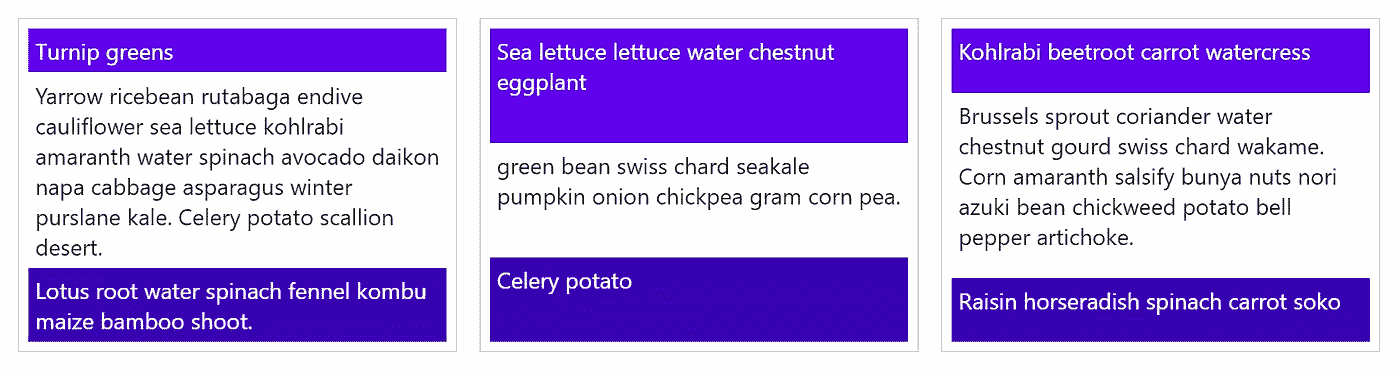 Turnip greens
Yarrow ricebean rutabaga endive
cauliflower sea lettuce kohlrabi
amaranth water spinach avocado daikon
napa cabbage asparagus winter
purslane kale. Celery potato scallion
desert.
Lotus root water spinach fennel kombu
maize bamboo shoot.
Sea lettuce lettuce water chestnut
eggplant
green bean swiss chard seakale
pumpkin onion chickpea gram corn pea.
Celery potato
Kohlrabi beetroot carrot watercress
Brussels sprout coriander water
chestnut gourd swiss chard wakame.
Corn amaranth salsify bunya nuts nori
azuki bean chickweed potato bell
pepper artichoke.
Raisin horseradish spinach carrot soko